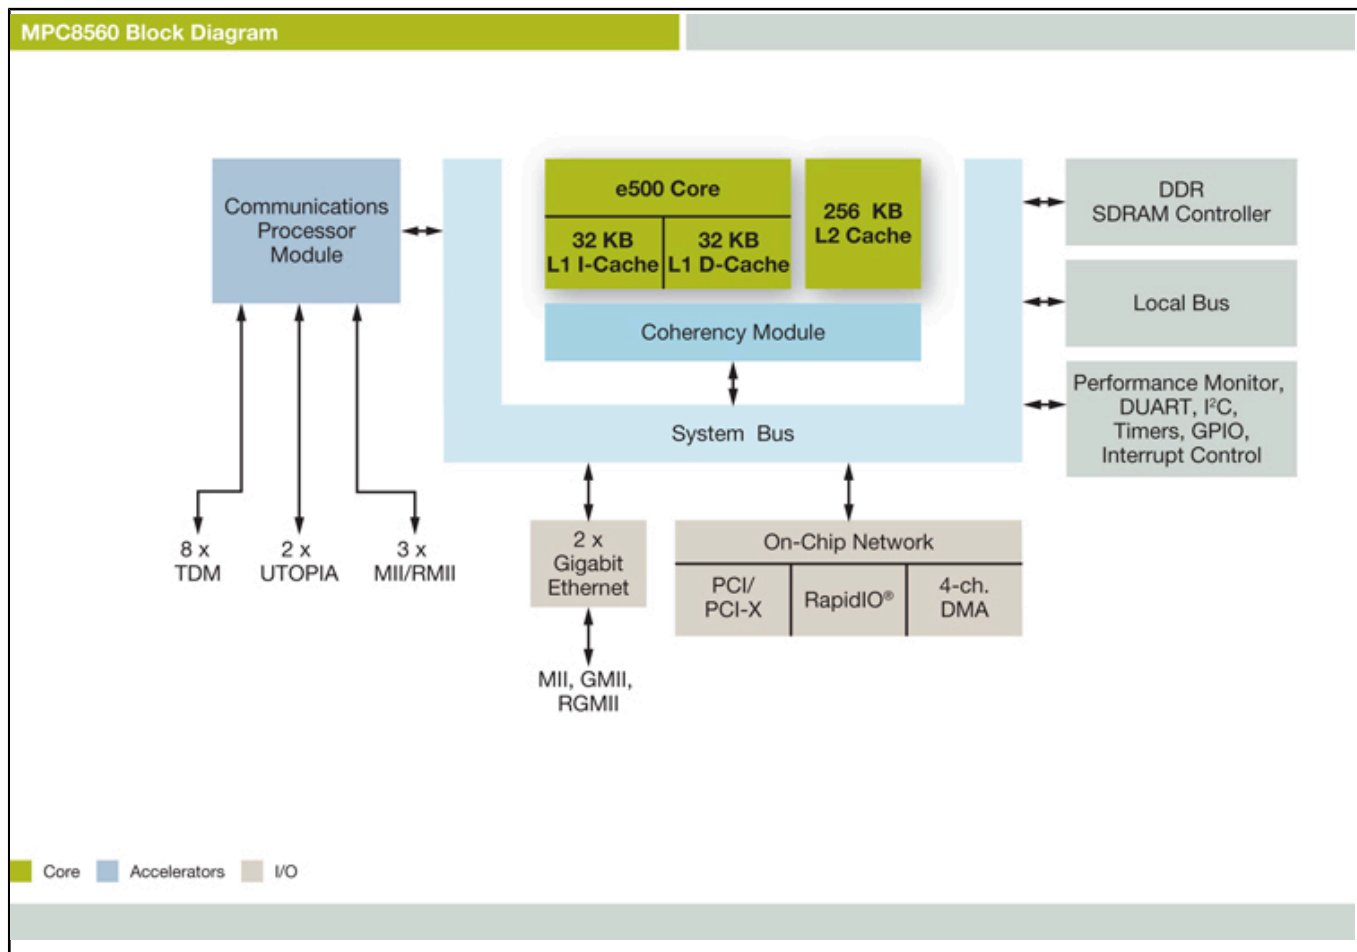 MPC8560 Block Diagram
Communications
Processor
Module
e500 Core
32 KB
L1 I-Cache
32 KB
L1 D-Cache
256 KB
L2 Cache
DDR
SDRAM Controller
Coherency Module
Local Bus
Performance Monitor,
DUART, I²C,
Timers, GPIO,
Interrupt Control
System Bus
8 x
TDM
2 x
UTOPIA
3 x
MII/RMII
2 x
Gigabit
Ethernet
On-Chip Network
PCI/
PCI-X
RapidIO®
4-ch.
DMA
MII, GMII,
RGMII
Core
Accelerators
I/O